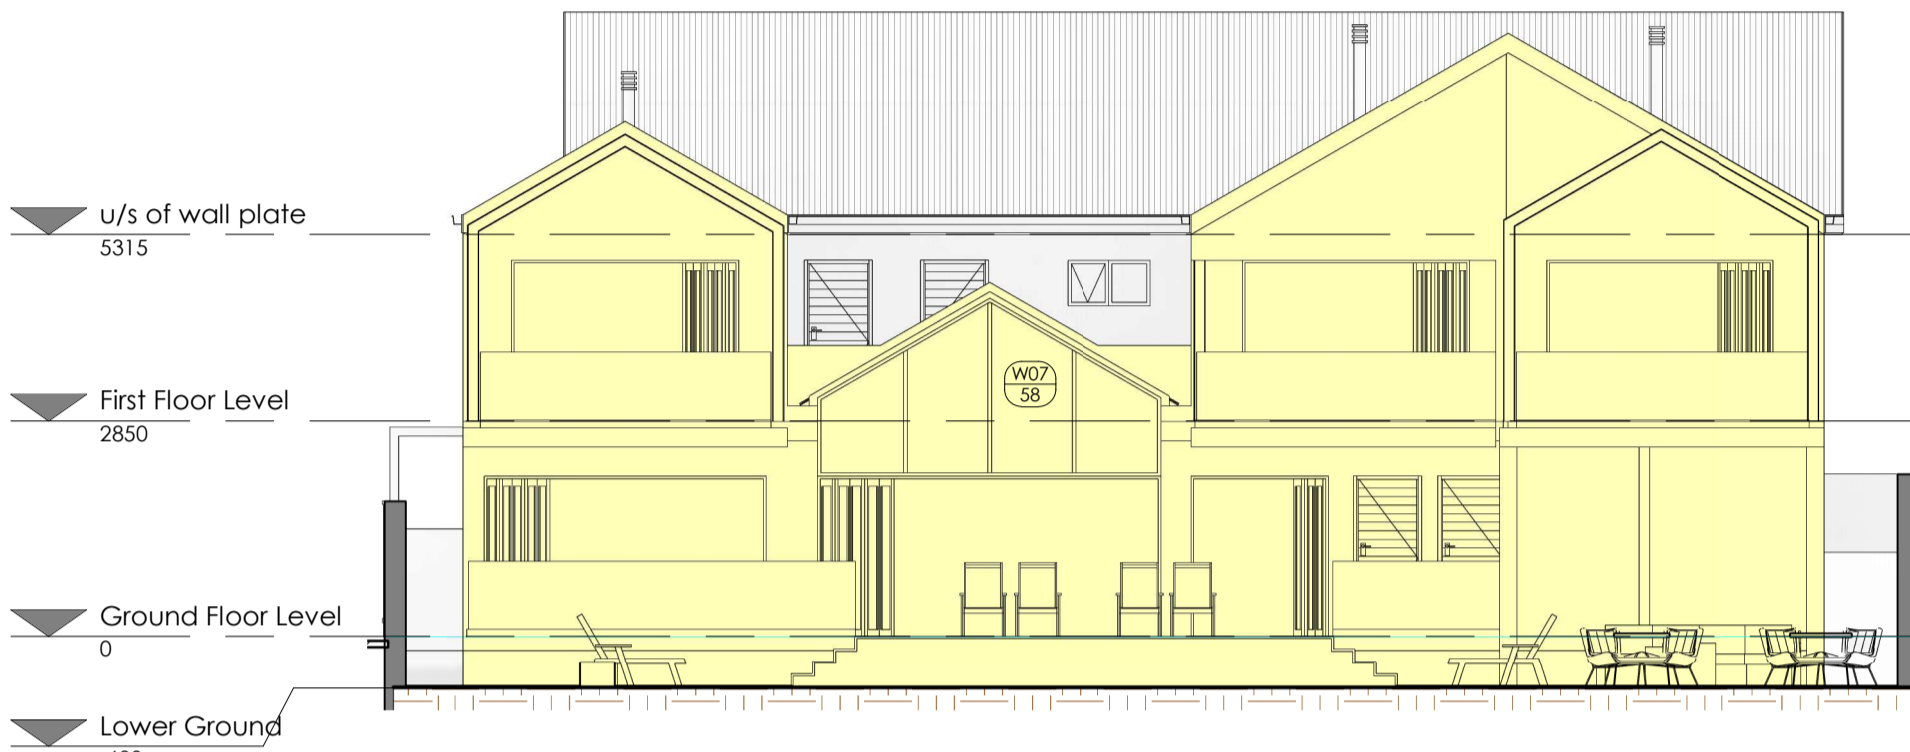 u/s of wall plate
5315
W07
58
First Floor Level
2850
Ground Floor Level
0
Lower Ground